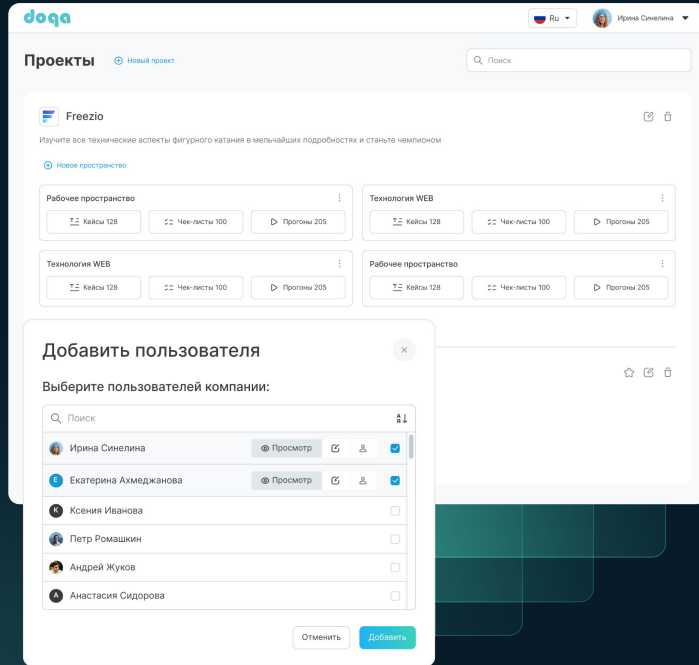 doqa
Ru
Ирина Синелина
Проекты
Новый проект
Поиск
Freezio
Изучите все технические аспекты фигурного катания в мельчайших подробностях и станьте чемпионом
Новое пространство
Рабочее пространство
Кейсы 128
Чек-листы 100
Прогоны 205
Технология WEB
Кейсы 128
Чек-листы 100
Прогоны 205
Технология WEB
Кейсы 128
Чек-листы 100
Прогоны 205
Рабочее пространство
Кейсы 128
Чек-листы 100
Прогоны 205
Добавить пользователя
Выберите пользователей компании:
Поиск
Ирина Синелина
Просмотр
Е Екатерина Ахмеджанова
Просмотр
К Ксения Иванова
Петр Ромашкин
Андрей Жуков
А Анастасия Сидорова
Отменить
Добавить